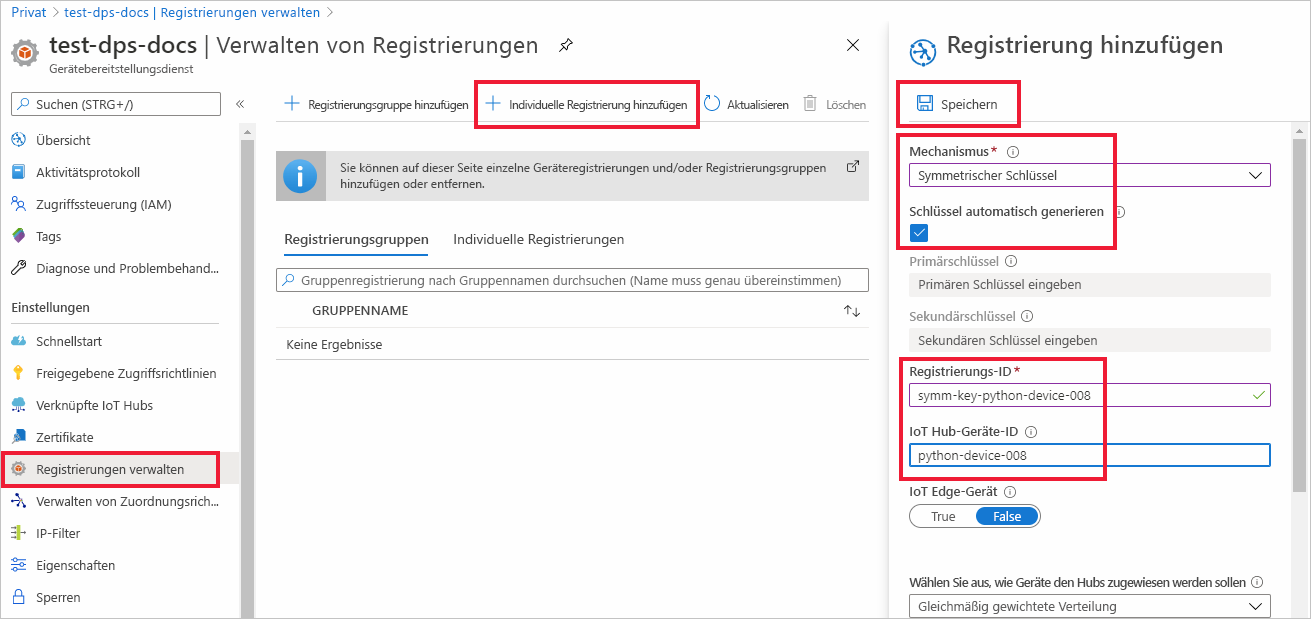 Privat > test-dps-docs | Registrierungen verwalten >
test-dps-docs | Verwalten von Registrierungen
Gerätebereitstellungsdienst
Suchen (STRG+/)
«
Übersicht
Aktivitätsprotokoll
Zugriffssteuerung (IAM)
Tags
Diagnose und Problembehand...
Einstellungen
Schnellstart
Freigegebene Zugriffsrichtlinien
Verknüpfte IoT Hubs
Zertifikate
Registrierungen verwalten
Verwalten von Zuordnungsrich...
IP-Filter
Eigenschaften
Sperren
Registrierungsgruppe hinzufügen
Individuelle Registrierung hinzufügen
Aktualisieren
Löschen
Sie können auf dieser Seite einzelne Geräteregistrierungen und/oder Registrierungsgruppen
hinzufügen oder entfernen.
Registrierungsgruppen
Individuelle Registrierungen
Gruppenregistrierung nach Gruppennamen durchsuchen (Name muss genau übereinstimmen)
GRUPPENNAME
Keine Ergebnisse
Registrierung hinzufügen
Speichern
Mechanismus *
Symmetrischer Schlüssel
Schlüssel automatisch generieren
Primärschlüssel
Primären Schlüssel eingeben
Sekundärschlüssel
Sekundären Schlüssel eingeben
Registrierungs-ID *
symm-key-python-device-008
IoT Hub-Geräte-ID
python-device-008
IoT Edge-Gerät
True False
Wählen Sie aus, wie Geräte den Hubs zugewiesen werden sollen
Gleichmäßig gewichtete Verteilung